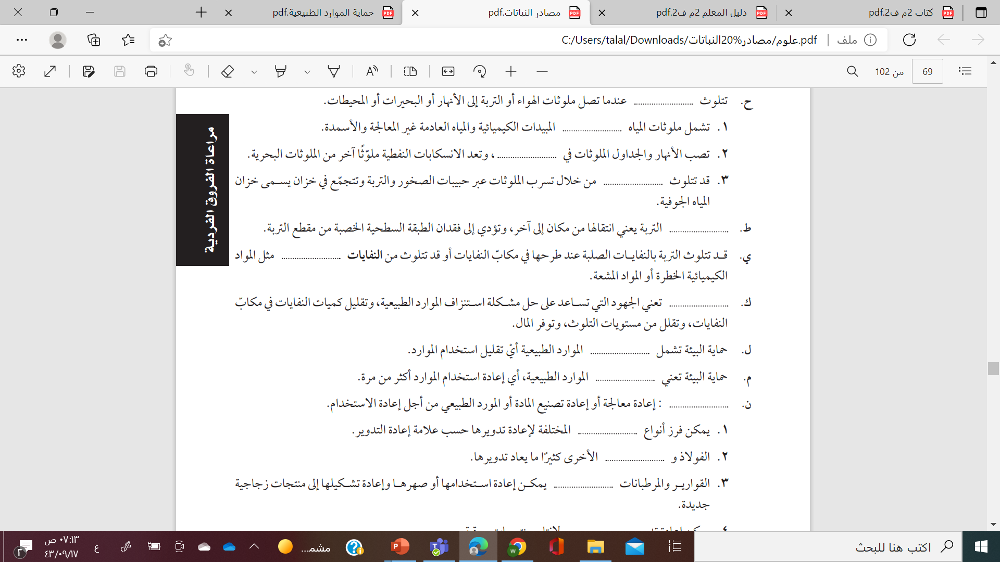 كتاب 2م ف2.pdf
دليل المعلم 2م ف2.pdf
مصادر النباتات.pdf
حماية الموارد الطبيعية.pdf
ملف | C:/Users/talal/Downloads/علوم/مصادر%20النباتات.pdf
69 من 102
ح. تتلوث ........................ عندما تصل ملوثات الهواء أو التربة إلى الأنهار أو البحيرات أو المحيطات.
١. تشمل ملوثات المياه ........................ المبيدات الكيميائية والمياه العادمة غير المعالجة والأسمدة.
٢. تصب الأنهار والجداول الملوثات في ........................، وتعد الانسكابات النفطية ملوّثًا آخر من الملوثات البحرية.
٣. قد تتلوث ........................ من خلال تسرب الملوثات عبر حبيبات الصخور والتربة وتتجمّع في خزان يسمى خزان
المياه الجوفية.
ط. ........................ التربة يعني انتقالها من مكان إلى آخر، وتؤدي إلى فقدان الطبقة السطحية الخصبة من مقطع التربة.
ي. قد تتلوث التربة بالنفايات الصلبة عند طرحها في مكابّ النفايات أو قد تتلوث من النفايات ........................ مثل المواد
الكيميائية الخطرة أو المواد المشعة.
ك. ........................ تعني الجهود التي تساعد على حل مشكلة استنزاف الموارد الطبيعية، وتقليل كميات النفايات في مكابّ
النفايات، وتقلل من مستويات التلوث، وتوفر المال.
ل. حماية البيئة تشمل ........................ الموارد الطبيعية أيْ تقليل استخدام الموارد.
م. حماية البيئة تعني ........................ الموارد الطبيعية، أي إعادة استخدام الموارد أكثر من مرة.
ن. ........................ : إعادة معالجة أو إعادة تصنيع المادة أو المورد الطبيعي من أجل إعادة الاستخدام.
١. يمكن فرز أنواع ........................ المختلفة لإعادة تدويرها حسب علامة إعادة التدوير.
٢. الفولاذ و ........................ الأخرى كثيرًا ما يعاد تدويرها.
٣. القوارير والمرطبانات ........................ يمكن إعادة استخدامها أو صهرها وإعادة تشكيلها إلى منتجات زجاجية
جديدة.
مراعاة الفروق الفردية
اكتب هنا للبحث
مشمـ...
ع
٠٧:١٣ ص
٤٣/٠٩/١٧
٣